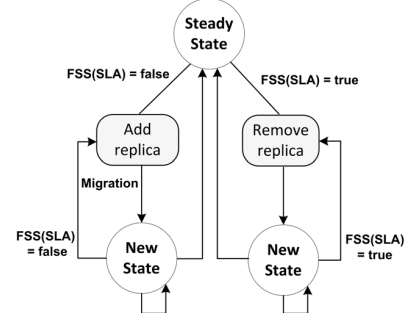 Steady
State
FSS(SLA) = false
FSS(SLA) = true
Add
replica
Remove
replica
Migration
FSS(SLA)
= false
New
State
New
State
FSS(SLA)
= true